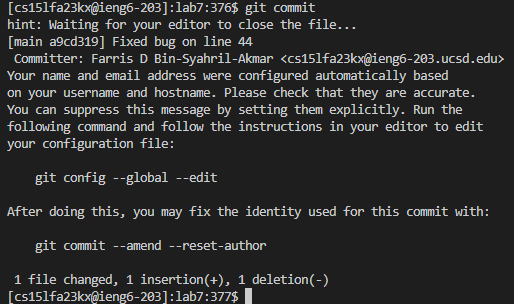 [cs15lfa23kx@ieng6-203]:lab7:376$ git commit
hint: Waiting for your editor to close the file...
[main a9cd319] Fixed bug on line 44
 Committer: Farris D Bin-Syahril-Akmar <cs15lfa23kx@ieng6-203.ucsd.edu>
Your name and email address were configured automatically based
on your username and hostname. Please check that they are accurate.
You can suppress this message by setting them explicitly. Run the
following command and follow the instructions in your editor to edit
your configuration file:

    git config --global --edit

After doing this, you may fix the identity used for this commit with:

    git commit --amend --reset-author

 1 file changed, 1 insertion(+), 1 deletion(-)
[cs15lfa23kx@ieng6-203]:lab7:377$